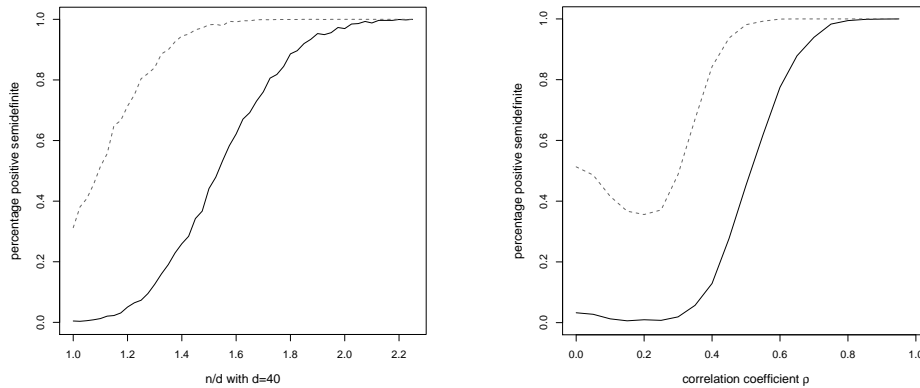 percentage positive semidefinite
1.0
0.8
0.6
0.4
0.2
0.0
1.0 1.2 1.4 1.6 1.8 2.0 2.2
n/d with d=40
percentage positive semidefinite
1.0
0.8
0.6
0.4
0.2
0.0
0.0 0.2 0.4 0.6 0.8 1.0
correlation coefficient ρ